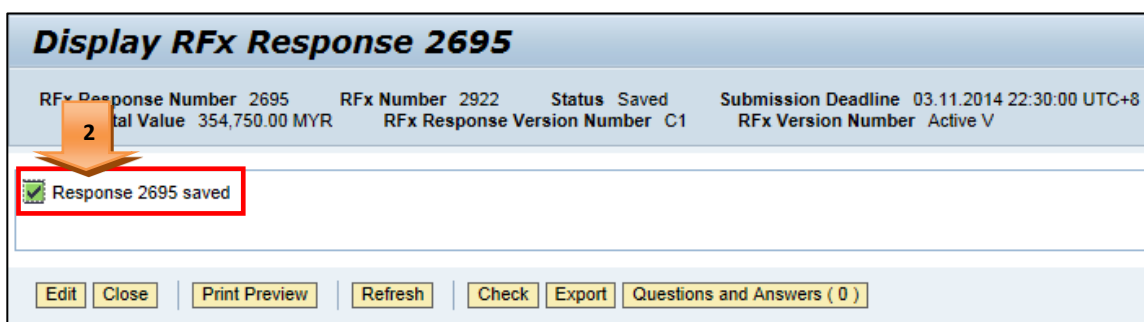 Display RFx Response 2695
RFx Response Number 2695 RFx Number 2922 Status Saved Submission Deadline 03.11.2014 22:30:00 UTC+8
tal Value 354,750.00 MYR RFx Response Version Number C1 RFx Version Number Active V
2
Response 2695 saved
Edit Close Print Preview Refresh Check Export Questions and Answers ( 0 )